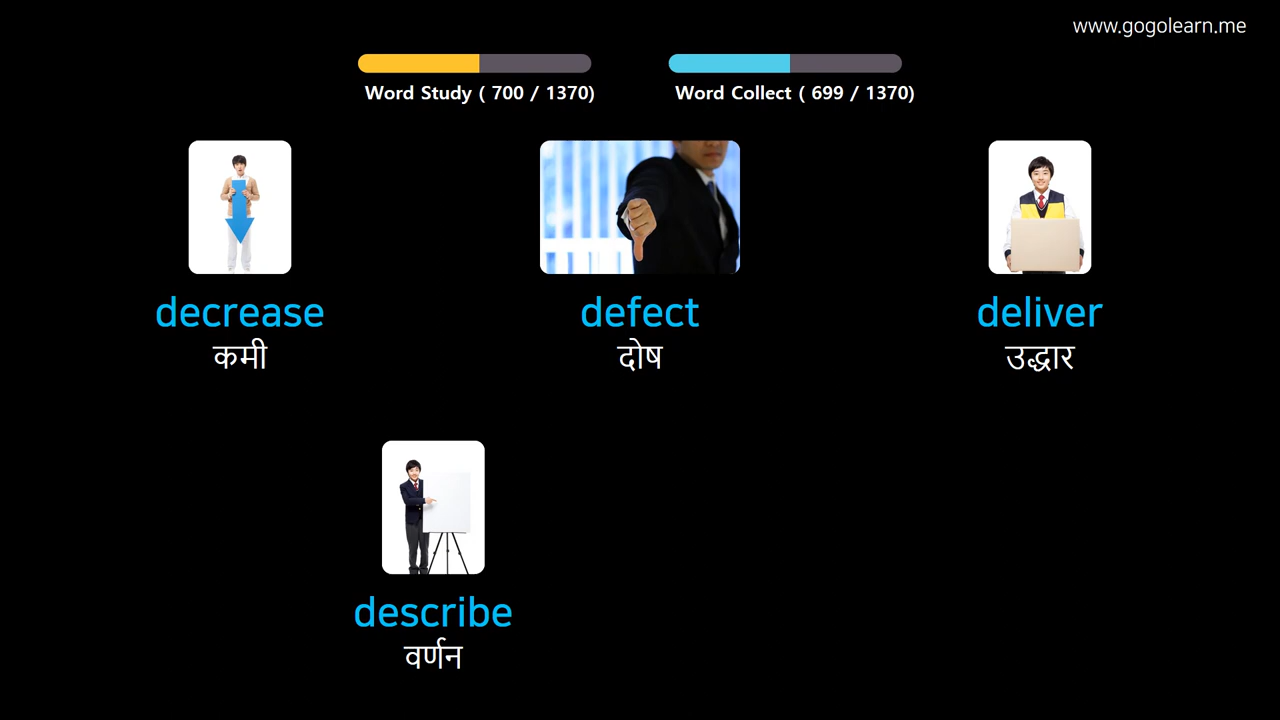 www.gogolearn.me
Word Study ( 700 / 1370)
Word Collect ( 699 / 1370)
decrease
कमी
defect
दोष
deliver
उद्धार
describe
वर्णन